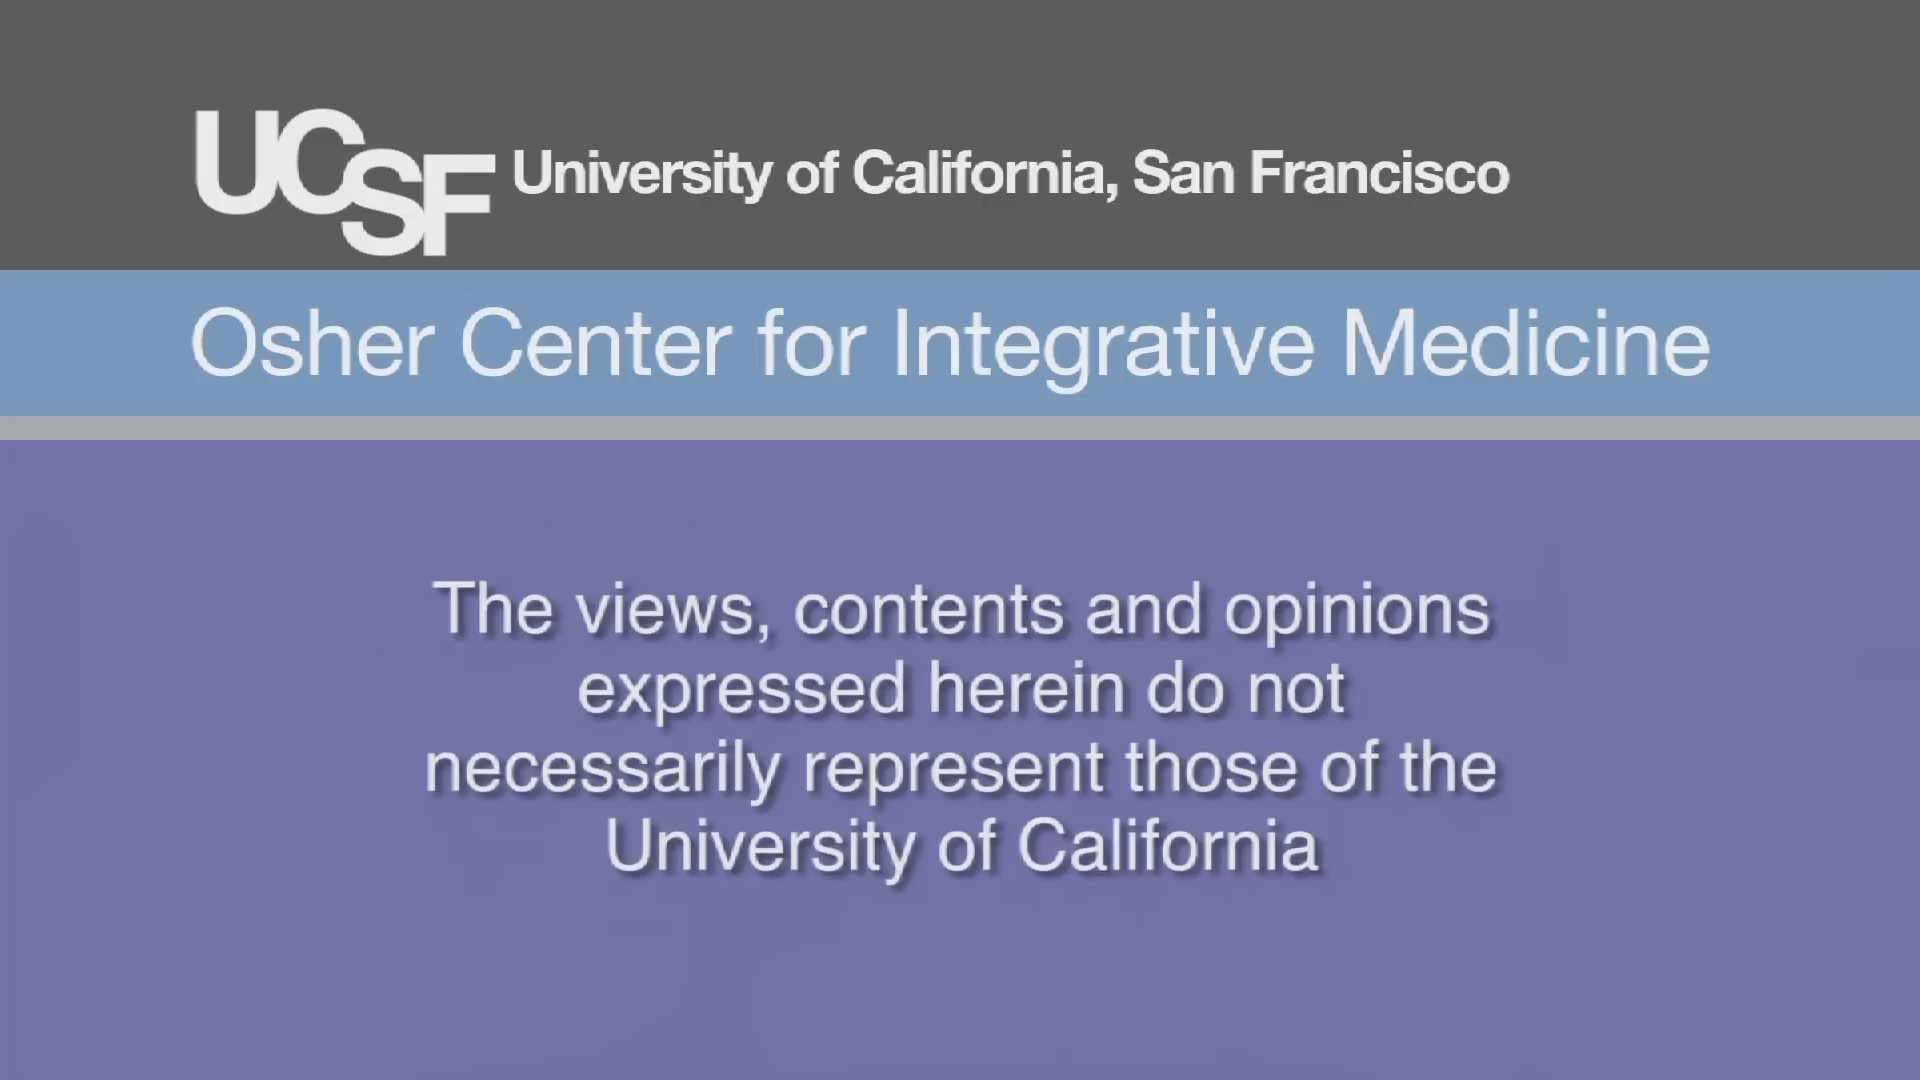 UCSF University of California, San Francisco
Osher Center for Integrative Medicine
The views, contents and opinions
expressed herein do not
necessarily represent those of the
University of California